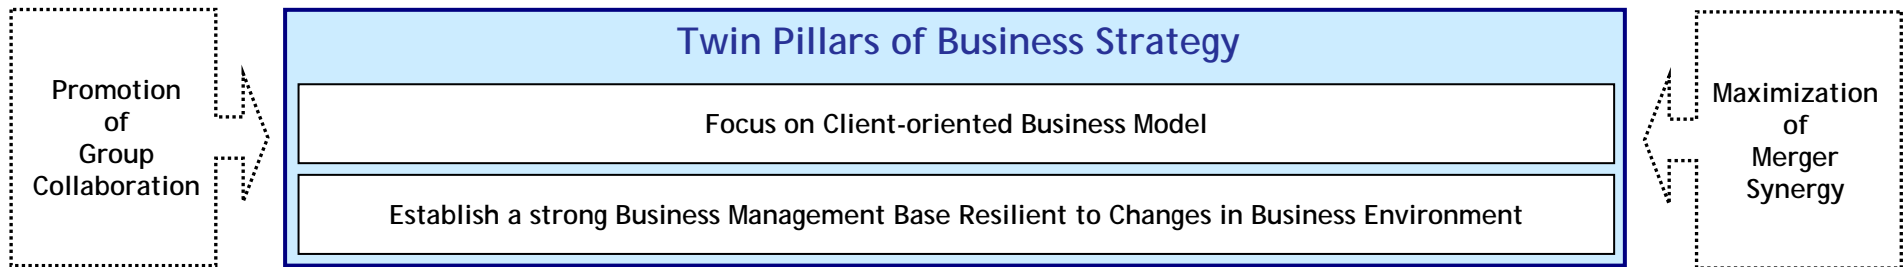 Promotion
of
Group
Collaboration
Twin Pillars of Business Strategy
Focus on Client-oriented Business Model
Establish a strong Business Management Base Resilient to Changes in Business Environment
Maximization
of
Merger
Synergy